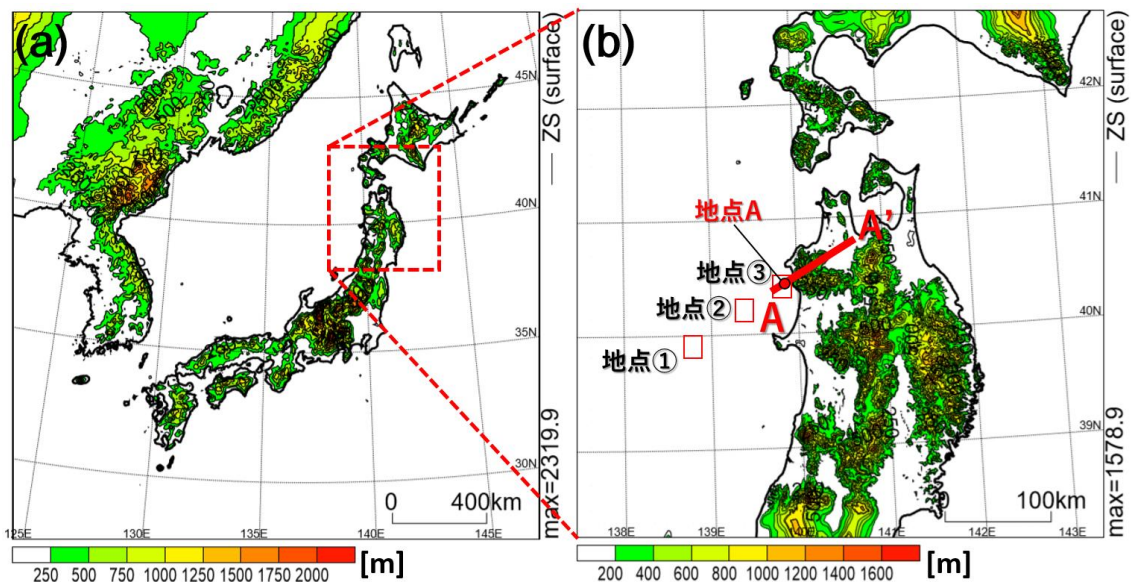 (a)
45N
40N
35N
30N
125E
130E
135E
140E
145E
0
400km
ZS (surface)
max=2319.9
250
500
750
1000
1250
1500
1750
2000
[m]
(b)
42N
41N
40N
39N
地点A
A'
地点③
地点②
A
地点①
138E
139E
140E
141E
142E
143E
0
100km
ZS (surface)
max=1578.9
200
400
600
800
1000
1200
1400
1600
[m]